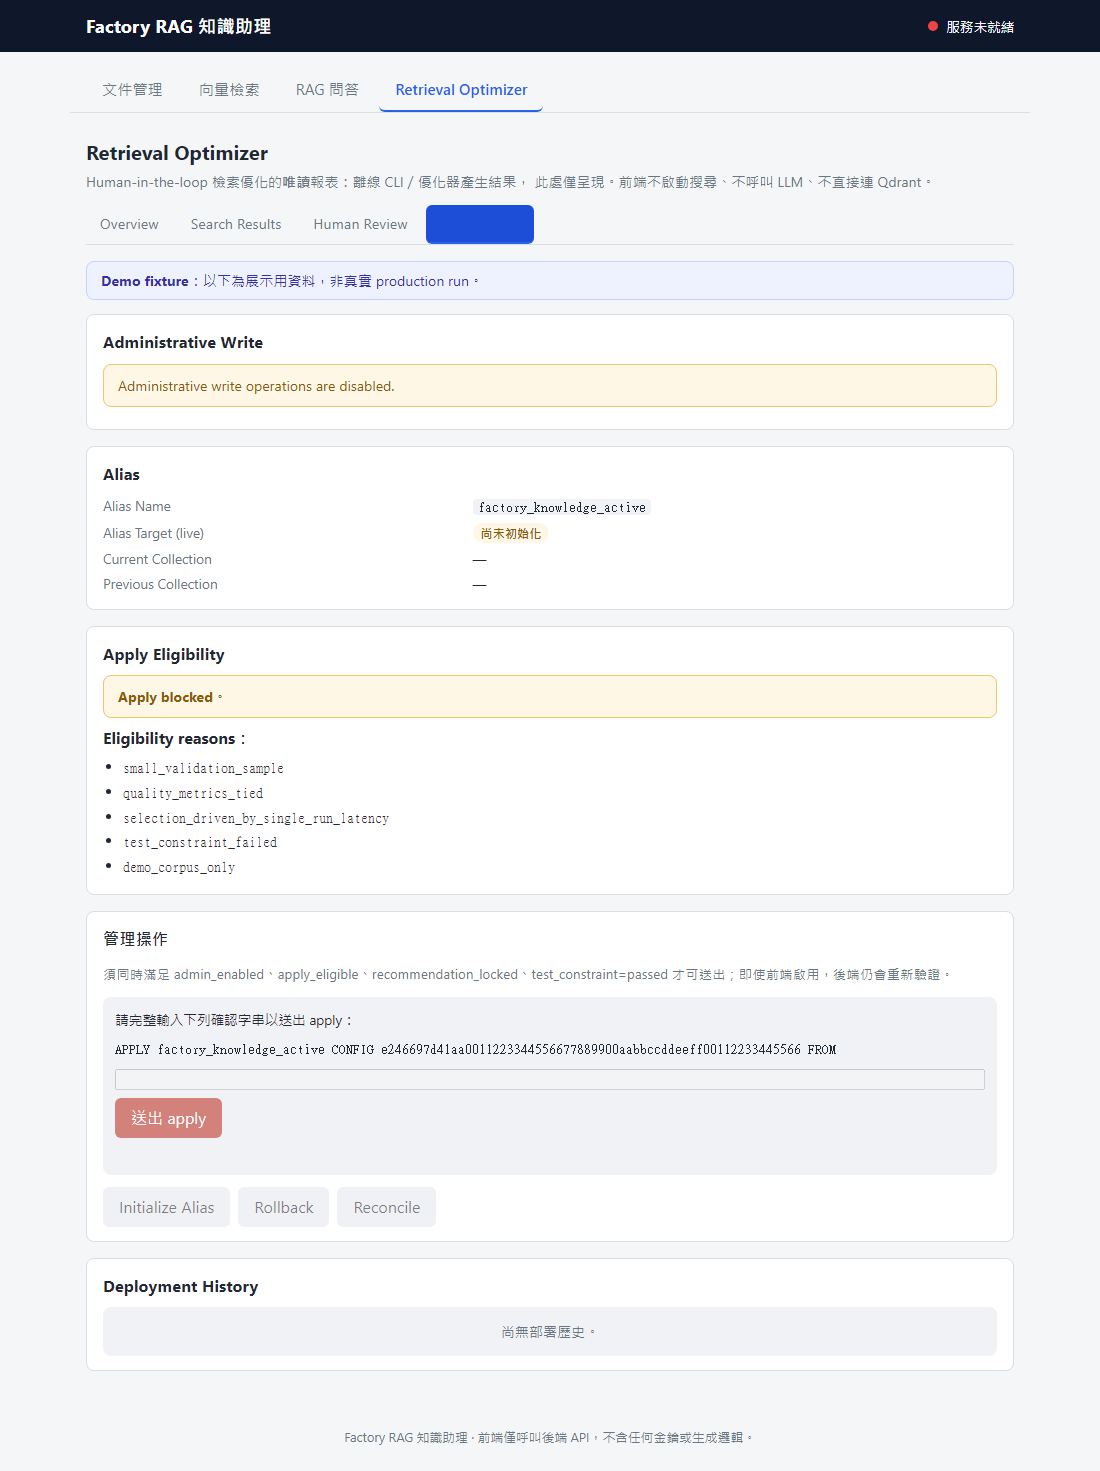 Factory RAG 知識助理
服務未就緒
文件管理
向量檢索
RAG 問答
Retrieval Optimizer
Retrieval Optimizer
Human-in-the-loop 檢索優化的唯讀報表：離線 CLI / 優化器產生結果， 此處僅呈現。前端不啟動搜尋、不呼叫 LLM、不直接連 Qdrant。
Overview
Search Results
Human Review
Demo fixture：以下為展示用資料，非真實 production run。
Administrative Write
Administrative write operations are disabled.
Alias
Alias Name
factory_knowledge_active
Alias Target (live)
尚未初始化
Current Collection
—
Previous Collection
—
Apply Eligibility
Apply blocked。
Eligibility reasons：
• small_validation_sample
• quality_metrics_tied
• selection_driven_by_single_run_latency
• test_constraint_failed
• demo_corpus_only
管理操作
須同時滿足 admin_enabled、apply_eligible、recommendation_locked、test_constraint=passed 才可送出；即使前端啟用，後端仍會重新驗證。
請完整輸入下列確認字串以送出 apply：
APPLY factory_knowledge_active CONFIG e246697d41aa0011223344556677889900aabbccddeeff00112233445566 FROM
送出 apply
Initialize Alias
Rollback
Reconcile
Deployment History
尚無部署歷史。
Factory RAG 知識助理 · 前端僅呼叫後端 API，不含任何金鑰或生成邏輯。